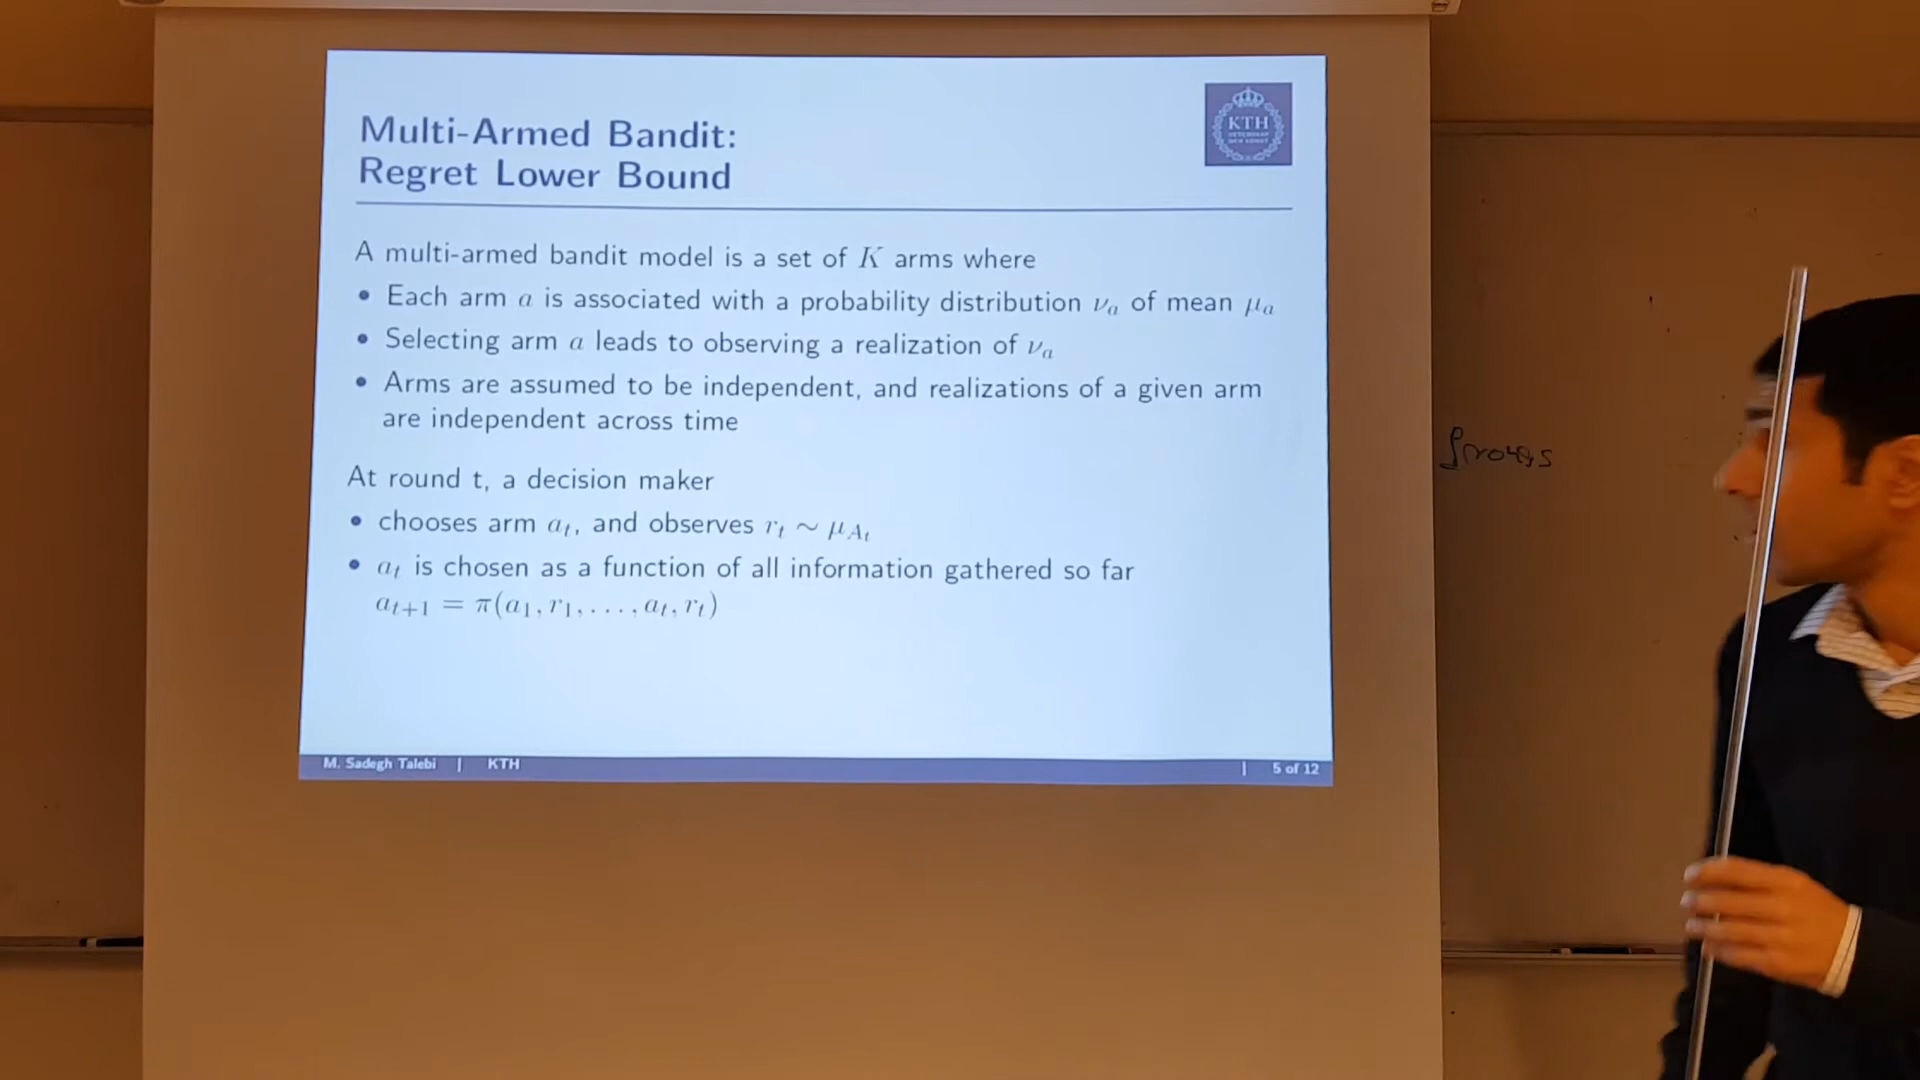 Multi-Armed Bandit:
Regret Lower Bound
KTH
A multi-armed bandit model is a set of K arms where
• Each arm a is associated with a probability distribution νₐ of mean μₐ
• Selecting arm a leads to observing a realization of νₐ
• Arms are assumed to be independent, and realizations of a given arm
are independent across time
At round t, a decision maker
• chooses arm aₜ, and observes rₜ ∼ μ_Aₜ
• aₜ is chosen as a function of all information gathered so far
aₜ₊₁ = π(a₁, r₁, . . . , aₜ, rₜ)
M. Sadegh Talebi | KTH | 5 of 12